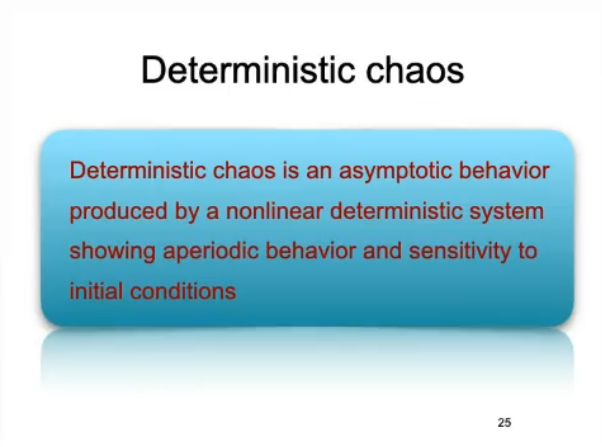 Deterministic chaos
Deterministic chaos is an asymptotic behavior
produced by a nonlinear deterministic system
showing aperiodic behavior and sensitivity to
initial conditions
25